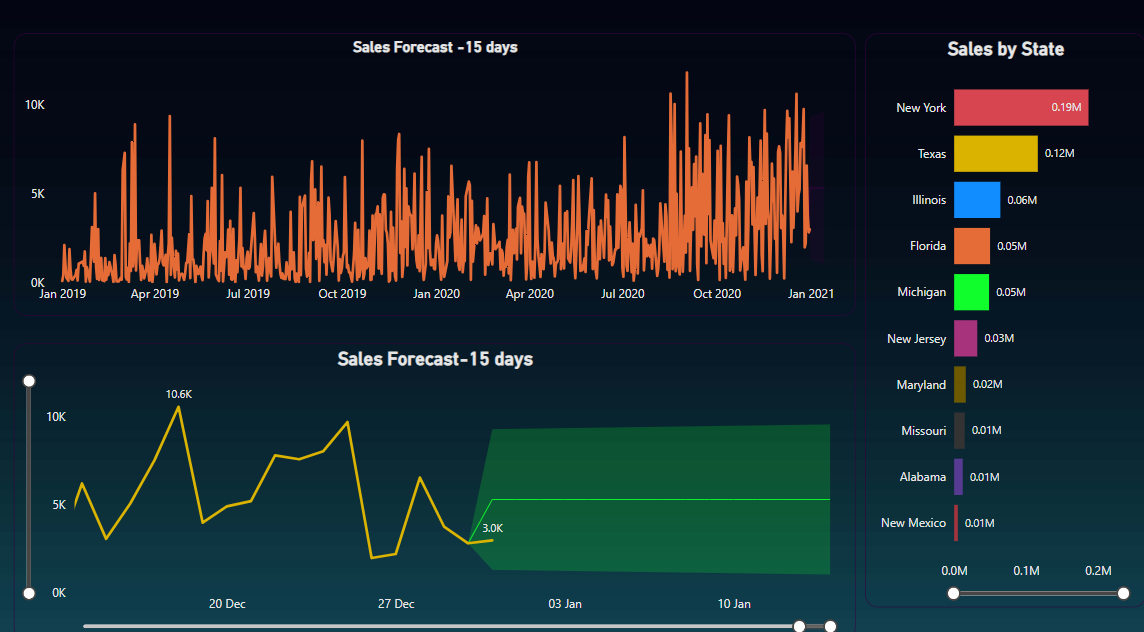 Sales Forecast -15 days
10K
5K
0K
Jan 2019 Apr 2019 Jul 2019 Oct 2019 Jan 2020 Apr 2020 Jul 2020 Oct 2020 Jan 2021
Sales Forecast-15 days
10.6K
10K
5K
3.0K
0K
20 Dec 27 Dec 03 Jan 10 Jan
Sales by State
New York 0.19M
Texas 0.12M
Illinois 0.06M
Florida 0.05M
Michigan 0.05M
New Jersey 0.03M
Maryland 0.02M
Missouri 0.01M
Alabama 0.01M
New Mexico 0.01M
0.0M 0.1M 0.2M